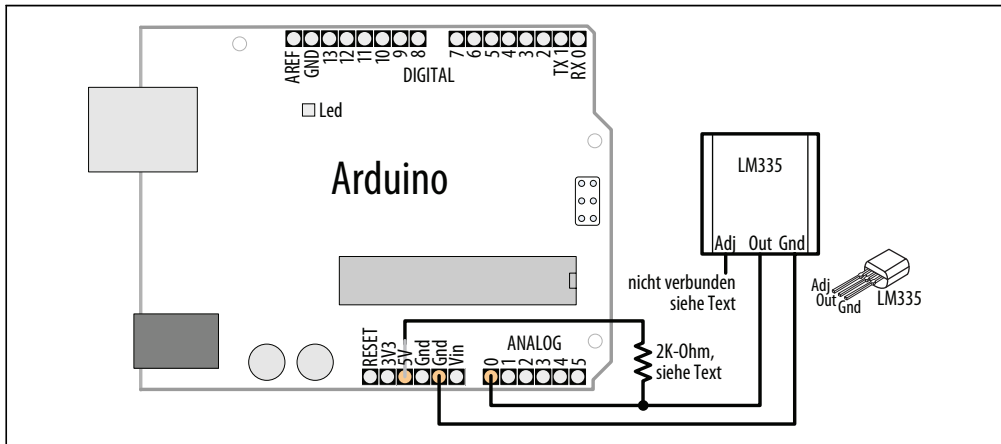 AREF
GND
13
12
11
10
9
8
7
6
5
4
3
2
TX 1
RX 0
DIGITAL
Led
Arduino
LM335
Adj Out Gnd
nicht verbunden
siehe Text
Adj
Out
Gnd
LM335
RESET
3V3
5V
Gnd
Gnd
Vin
ANALOG
0
1
2
3
4
5
2K-Ohm,
siehe Text